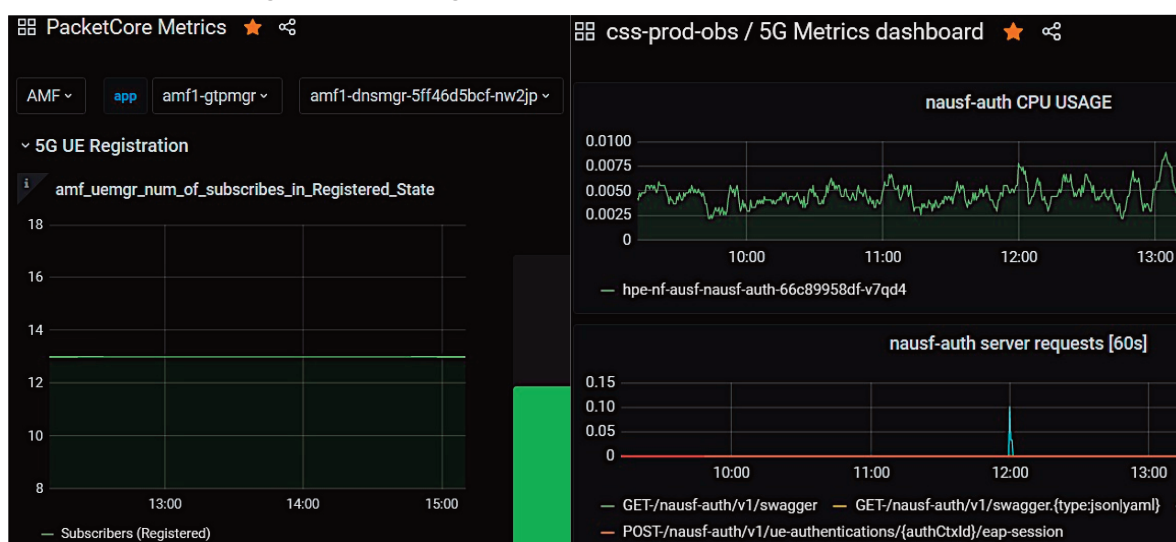 PacketCore Metrics
AMF app amf1-gtpmgr amf1-dnsmgr-5ff46d5bcf-nw2jp
5G UE Registration
i amf_uemgr_num_of_subscribes_in_Registered_State
18
16
14
12
10
8
13:00 14:00 15:00
Subscribers (Registered)
css-prod-obs / 5G Metrics dashboard
nausf-auth CPU USAGE
0.0100
0.0075
0.0050
0.0025
0
10:00 11:00 12:00 13:00
hpe-nf-ausf-nausf-auth-66c89958df-v7qd4
nausf-auth server requests [60s]
0.15
0.10
0.05
0
10:00 11:00 12:00 13:00
GET-/nausf-auth/v1/swagger GET-/nausf-auth/v1/swagger.{type:json|yaml}
POST-/nausf-auth/v1/ue-authentications/{authCtxId}/eap-session